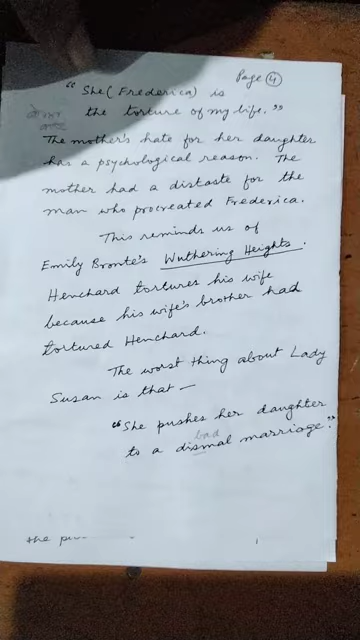 Page 4
"She (Frederica) is
the torture of my life."
The mother's hate for her daughter
has a psychological reason. The
mother had a distaste for the
man who procreated Frederica.
This reminds us of
Emily Bronte's Wuthering Heights.
Henchard tortures his wife
because his wife's brother had
tortured Henchard.
The worst thing about Lady
Susan is that —
"She pushes her daughter
bad
to a dismal marriage."
the